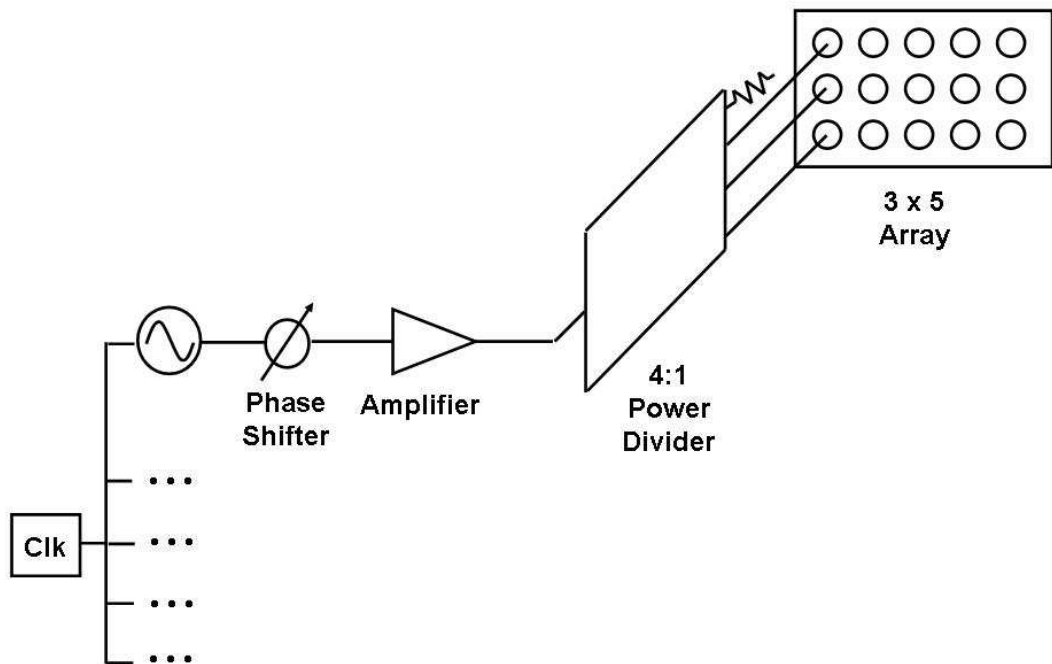 3 x 5
Array
4:1
Power
Divider
Phase
Shifter
Amplifier
Clk